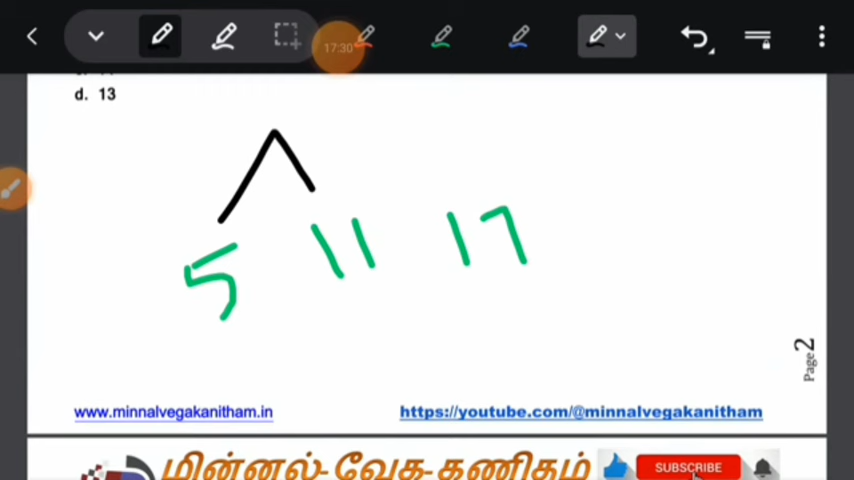 17:30
d. 13
5 11 17
Page 2
www.minnalvegakanitham.in
https://youtube.com/@minnalvegakanitham
மின்னல்-வேக-கணிதம்
SUBSCRIBE